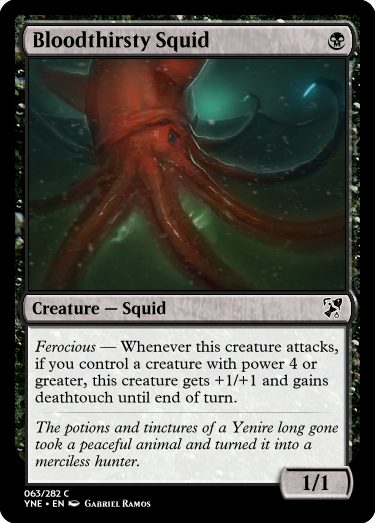 Bloodthirsty Squid
Creature — Squid
Ferocious — Whenever this creature attacks,
if you control a creature with power 4 or
greater, this creature gets +1/+1 and gains
deathtouch until end of turn.
The potions and tinctures of a Yenire long gone
took a peaceful animal and turned it into a
merciless hunter.
1/1
063/282 C
YNE • EN Gabriel Ramos